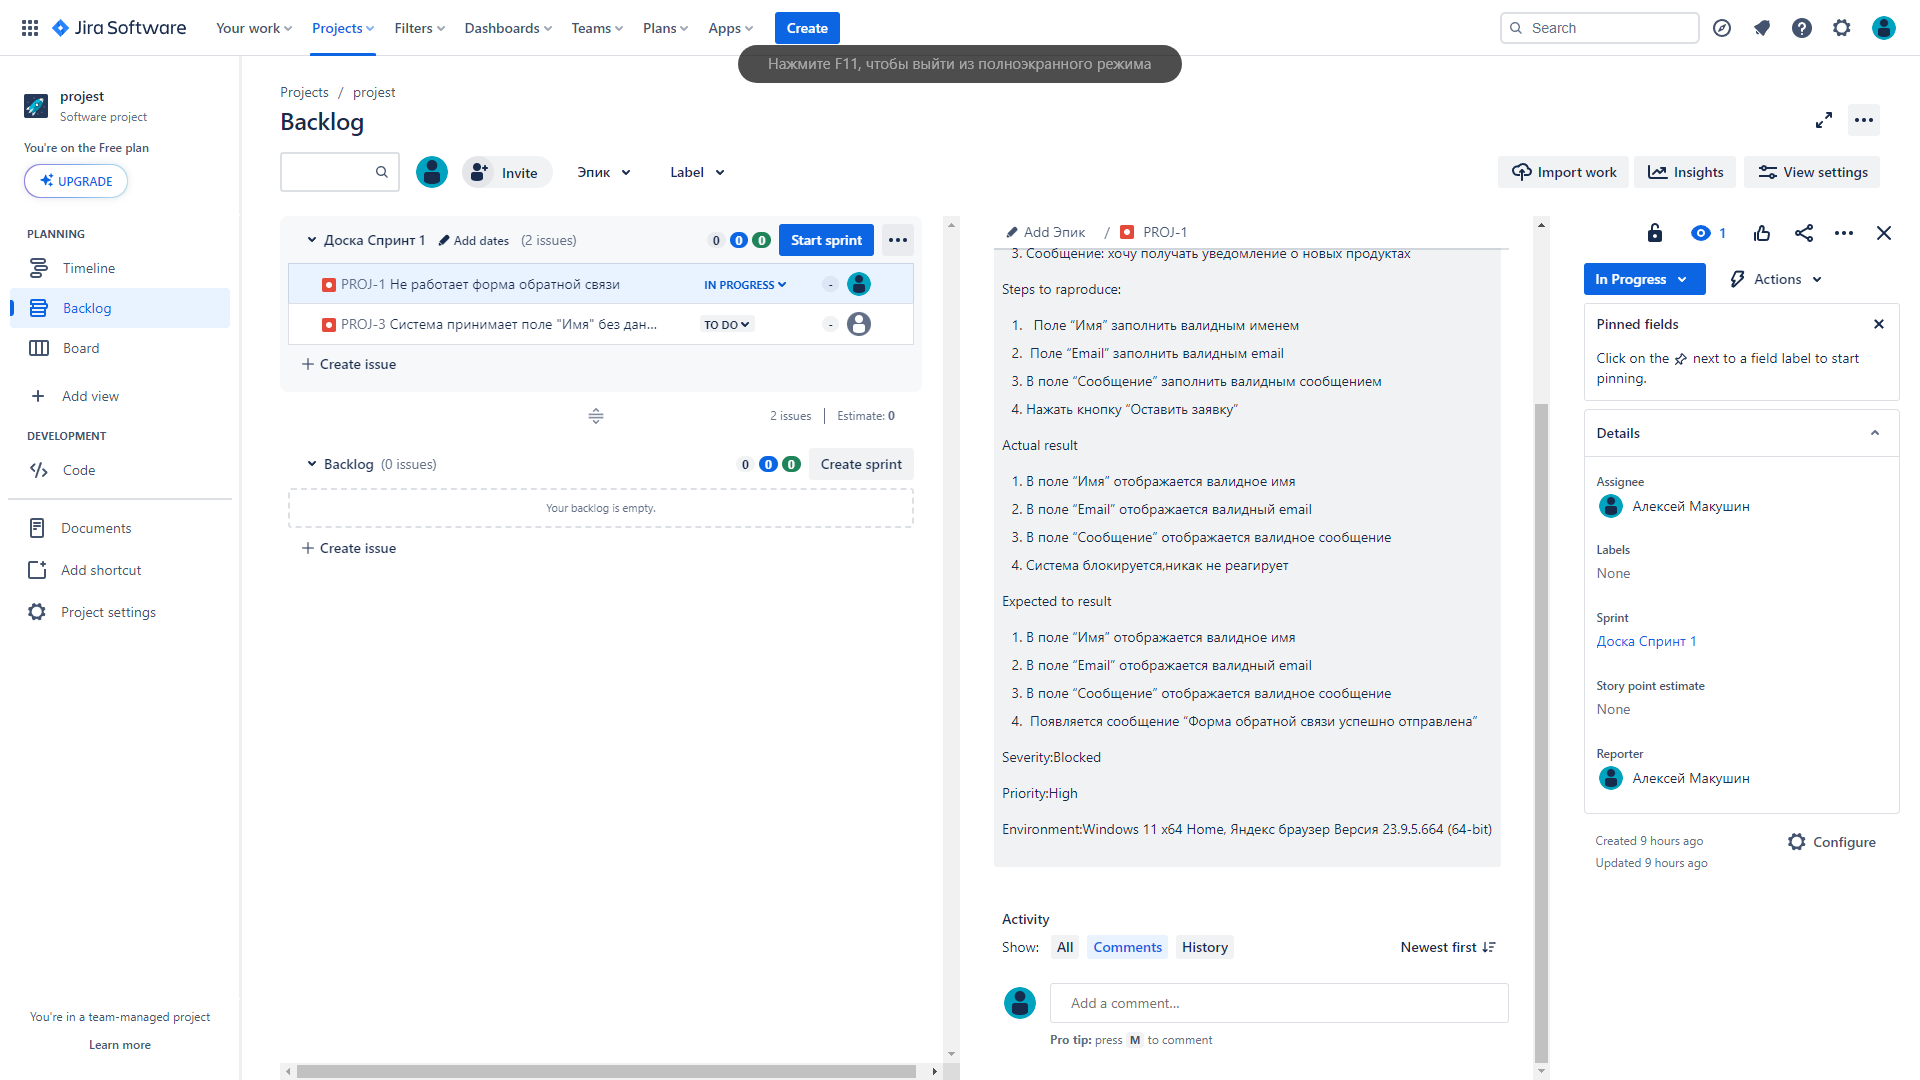 Jira Software
Your work
Projects
Filters
Dashboards
Teams
Plans
Apps
Create
Search
Нажмите F11, чтобы выйти из полноэкранного режима
projest
Software project
You're on the Free plan
UPGRADE
PLANNING
Timeline
Backlog
Board
Add view
DEVELOPMENT
Code
Documents
Add shortcut
Project settings
You're in a team-managed project
Learn more
Projects / projest
Backlog
Invite
Эпик
Label
Import work
Insights
View settings
Доска Спринт 1 Add dates (2 issues)
0 0 0
Start sprint
PROJ-1 Не работает форма обратной связи IN PROGRESS -
PROJ-3 Система принимает поле "Имя" без дан... TO DO -
+ Create issue
2 issues Estimate: 0
Backlog (0 issues)
0 0 0
Create sprint
Your backlog is empty.
+ Create issue
Add Эпик / PROJ-1
3. Сообщение: хочу получать уведомление о новых продуктах
Steps to raproduce:
1. Поле “Имя” заполнить валидным именем
2. Поле “Email” заполнить валидным email
3. В поле “Сообщение” заполнить валидным сообщением
4. Нажать кнопку “Оставить заявку”
Actual result
1. В поле “Имя” отображается валидное имя
2. В поле “Email” отображается валидный email
3. В поле “Сообщение” отображается валидное сообщение
4. Система блокируется,никак не реагирует
Expected to result
1. В поле “Имя” отображается валидное имя
2. В поле “Email” отображается валидный email
3. В поле “Сообщение” отображается валидное сообщение
4. Появляется сообщение “Форма обратной связи успешно отправлена”
Severity:Blocked
Priority:High
Environment:Windows 11 x64 Home, Яндекс браузер Версия 23.9.5.664 (64-bit)
Activity
Show: All Comments History
Newest first
Add a comment...
Pro tip: press M to comment
1
In Progress
Actions
Pinned fields
Click on the next to a field label to start
pinning.
Details
Assignee
Алексей Макушин
Labels
None
Sprint
Доска Спринт 1
Story point estimate
None
Reporter
Алексей Макушин
Created 9 hours ago
Updated 9 hours ago
Configure